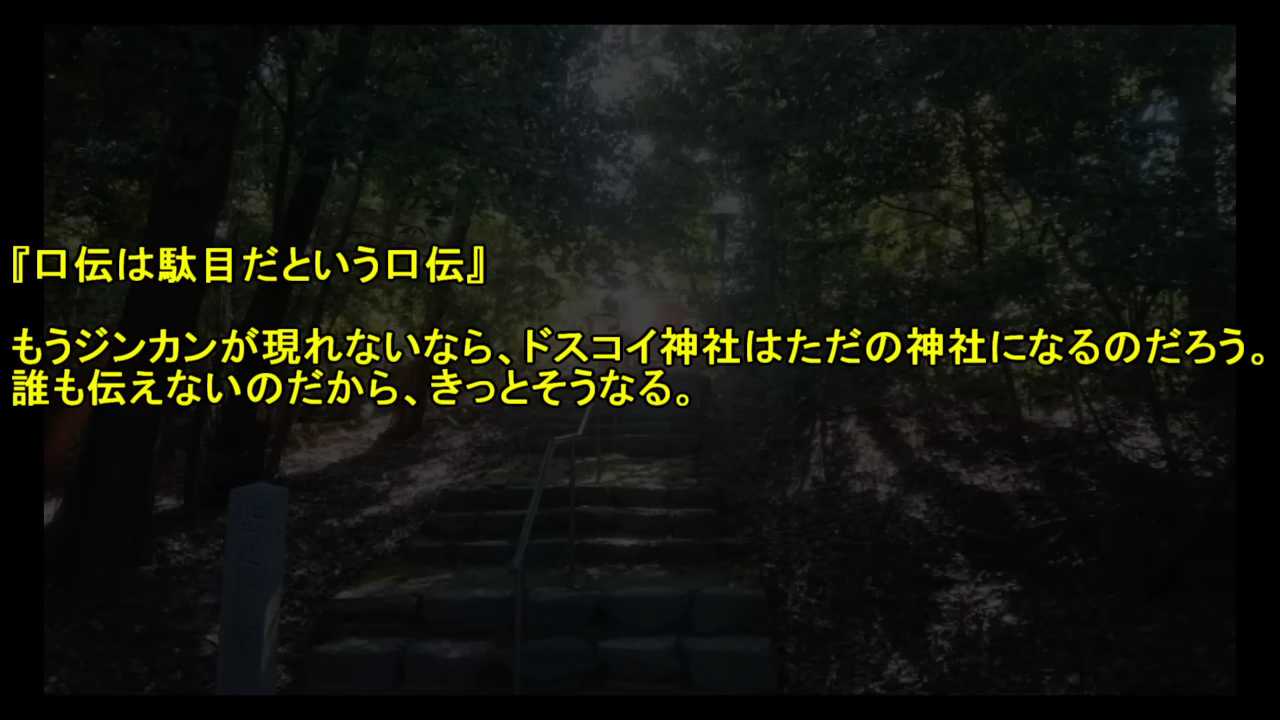 『口伝は駄目だという口伝』
もうジンカンが現れないなら、ドスコイ神社はただの神社になるのだろう。
誰も伝えないのだから、きっとそうなる。